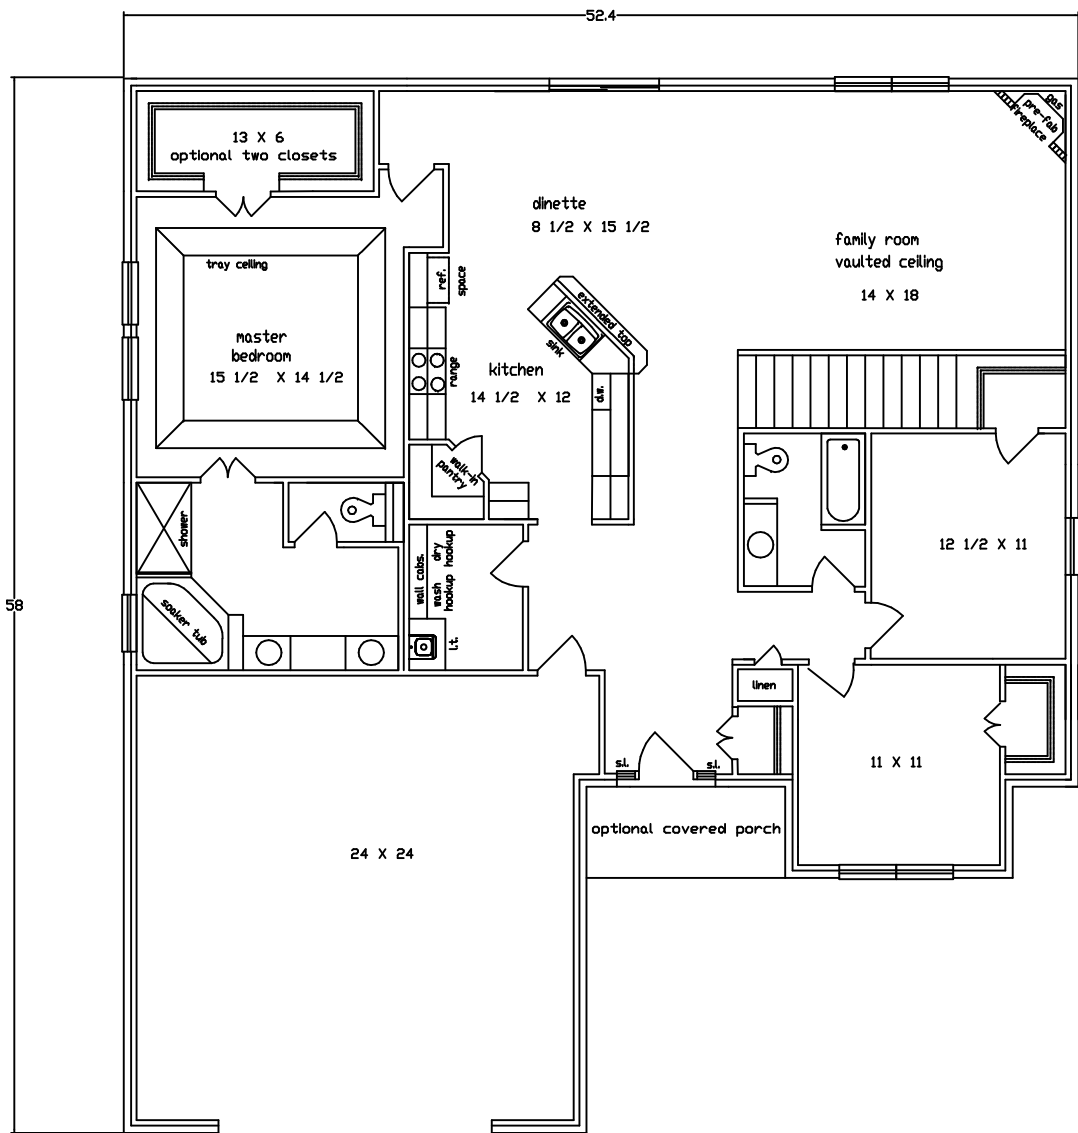 52.4
gas
pre-fab
fireplace
13 X 6
optional two closets
dinette
8 1/2 X 15 1/2
family room
vaulted ceiling
14 X 18
tray ceiling
ref.
space
extended top
sink
master
bedroom
15 1/2 X 14 1/2
range
kitchen
14 1/2 X 12
d.w.
walk-in
pantry
shower
wall cabs.
wash dry
hookup hookup
12 1/2 X 11
58
soaker tub
l.t.
linen
s.l.
s.l.
11 X 11
optional covered porch
24 X 24